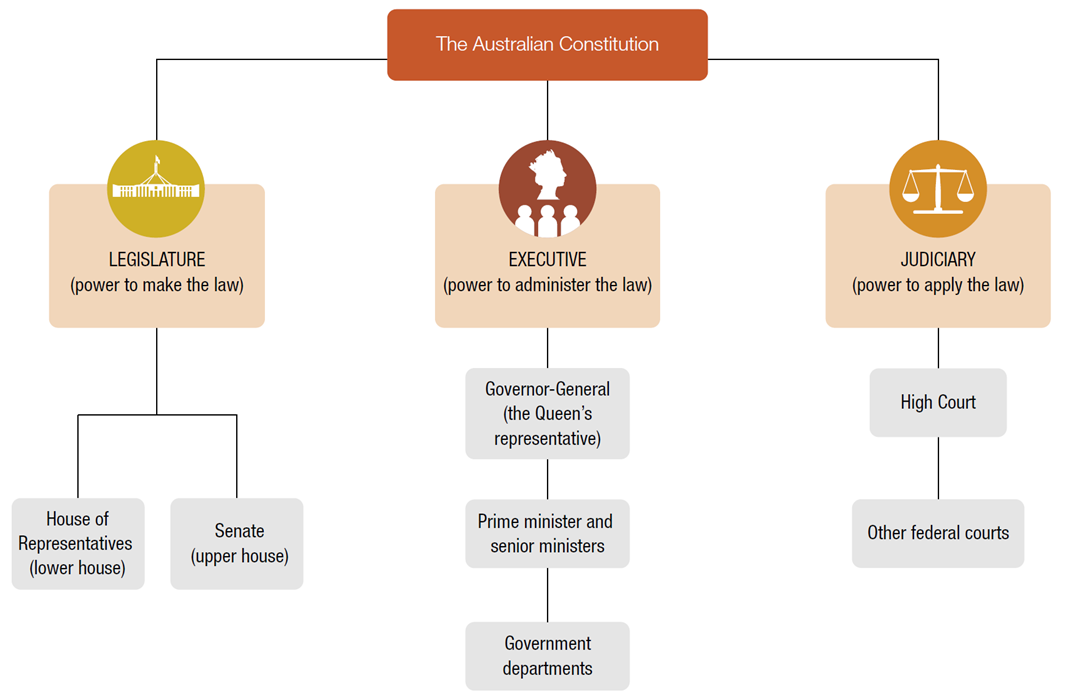 The Australian Constitution
LEGISLATURE
(power to make the law)
EXECUTIVE
(power to administer the law)
JUDICIARY
(power to apply the law)
House of
Representatives
(lower house)
Senate
(upper house)
Governor-General
(the Queen’s
representative)
Prime minister and
senior ministers
Government
departments
High Court
Other federal courts